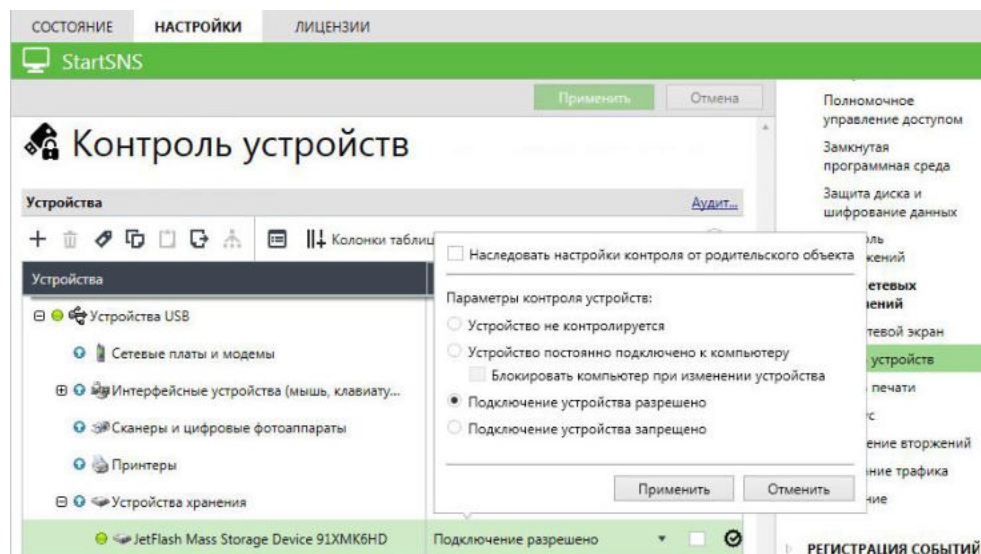 СОСТОЯНИЕ НАСТРОЙКИ ЛИЦЕНЗИИ
StartSNS
Применить Отмена
Контроль устройств
Устройства Аудит...
Колонки таблиц
Устройства
Устройства USB
Сетевые платы и модемы
Интерфейсные устройства (мышь, клавиату...
Сканеры и цифровые фотоаппараты
Принтеры
Устройства хранения
JetFlash Mass Storage Device 91XMK6HD Подключение разрешено
Наследовать настройки контроля от родительского объекта
Параметры контроля устройств:
Устройство не контролируется
Устройство постоянно подключено к компьютеру
Блокировать компьютер при изменении устройства
Подключение устройства разрешено
Подключение устройства запрещено
Применить Отменить
Полномочное
управление доступом
Замкнутая
программная среда
Защита диска и
шифрование данных
оль
жений
етевых
нений
тевой экран
устройств
печати
ус
ение вторжений
ние трафика
ние
РЕГИСТРАЦИЯ СОБЫТИЙ